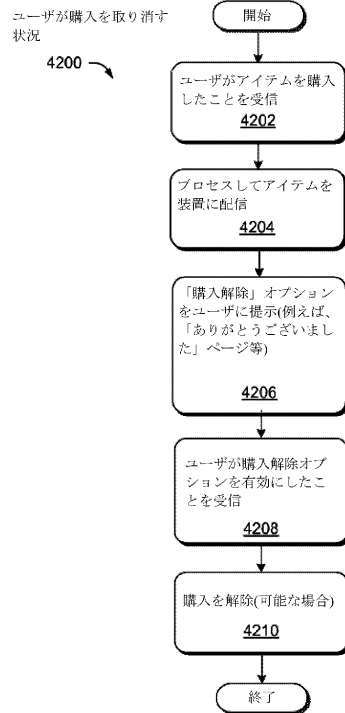 ユーザが購入を取り消す
状況
4200
開始
ユーザがアイテムを購入
したことを受信
4202
プロセスしてアイテムを
装置に配信
4204
「購入解除」オプション
をユーザに提示(例えば、
「ありがとうございまし
た」ページ等)
4206
ユーザが購入解除オプ
ションを有効にしたこ
とを受信
4208
購入を解除(可能な場合)
4210
終了